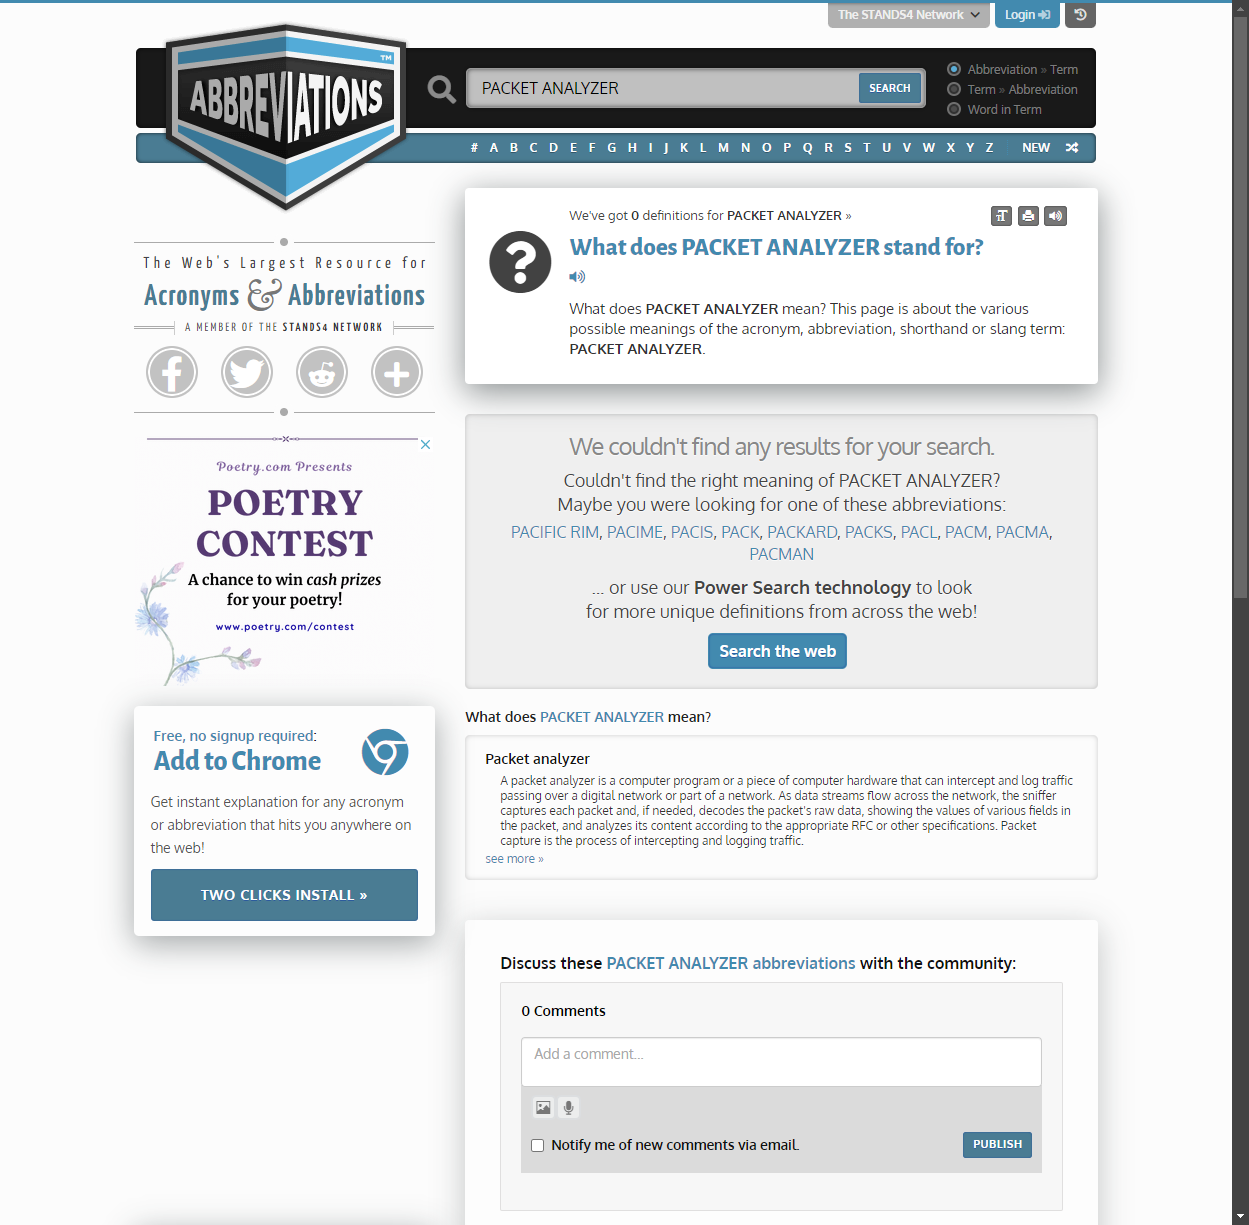 The STANDS4 Network
Login
ABBREVIATIONS
TM
PACKET ANALYZER
SEARCH
Abbreviation » Term
Term » Abbreviation
Word in Term
# A B C D E F G H I J K L M N O P Q R S T U V W X Y Z NEW
The Web's Largest Resource for
Acronyms & Abbreviations
A MEMBER OF THE STANDS4 NETWORK
We've got 0 definitions for PACKET ANALYZER »
What does PACKET ANALYZER stand for?
What does PACKET ANALYZER mean? This page is about the various
possible meanings of the acronym, abbreviation, shorthand or slang term:
PACKET ANALYZER.
Poetry.com Presents
POETRY
CONTEST
A chance to win cash prizes
for your poetry!
www.poetry.com/contest
We couldn't find any results for your search.
Couldn't find the right meaning of PACKET ANALYZER?
Maybe you were looking for one of these abbreviations:
PACIFIC RIM, PACIME, PACIS, PACK, PACKARD, PACKS, PACL, PACM, PACMA,
PACMAN
... or use our Power Search technology to look
for more unique definitions from across the web!
Search the web
Free, no signup required:
Add to Chrome
Get instant explanation for any acronym
or abbreviation that hits you anywhere on
the web!
TWO CLICKS INSTALL »
What does PACKET ANALYZER mean?
Packet analyzer
A packet analyzer is a computer program or a piece of computer hardware that can intercept and log traffic
passing over a digital network or part of a network. As data streams flow across the network, the sniffer
captures each packet and, if needed, decodes the packet's raw data, showing the values of various fields in
the packet, and analyzes its content according to the appropriate RFC or other specifications. Packet
capture is the process of intercepting and logging traffic.
see more »
Discuss these PACKET ANALYZER abbreviations with the community:
0 Comments
Add a comment...
Notify me of new comments via email.
PUBLISH